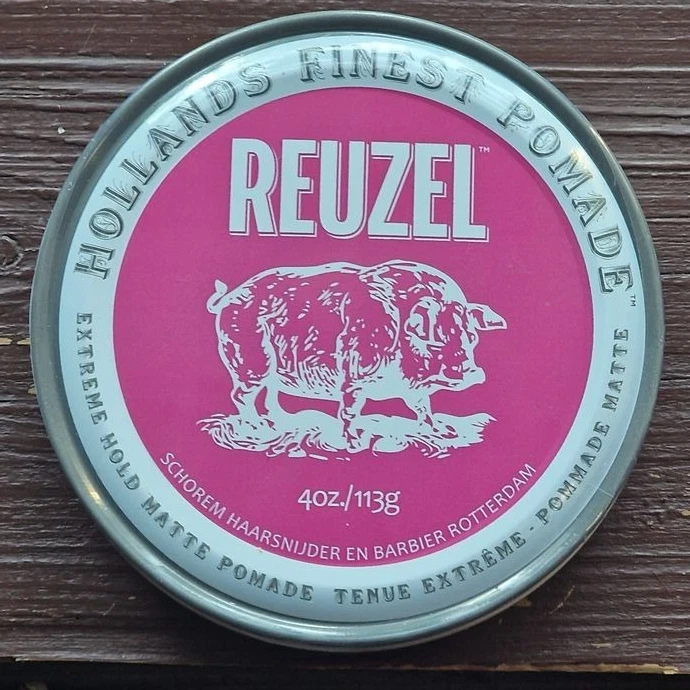 HOLLANDS FINEST POMADE™
REUZEL™
4oz./113g
SCHOREM HAARSNIJDER EN BARBIER ROTTERDAM
EXTREME HOLD MATTE POMADE TENUE EXTRÊME - POMMADE MATTE